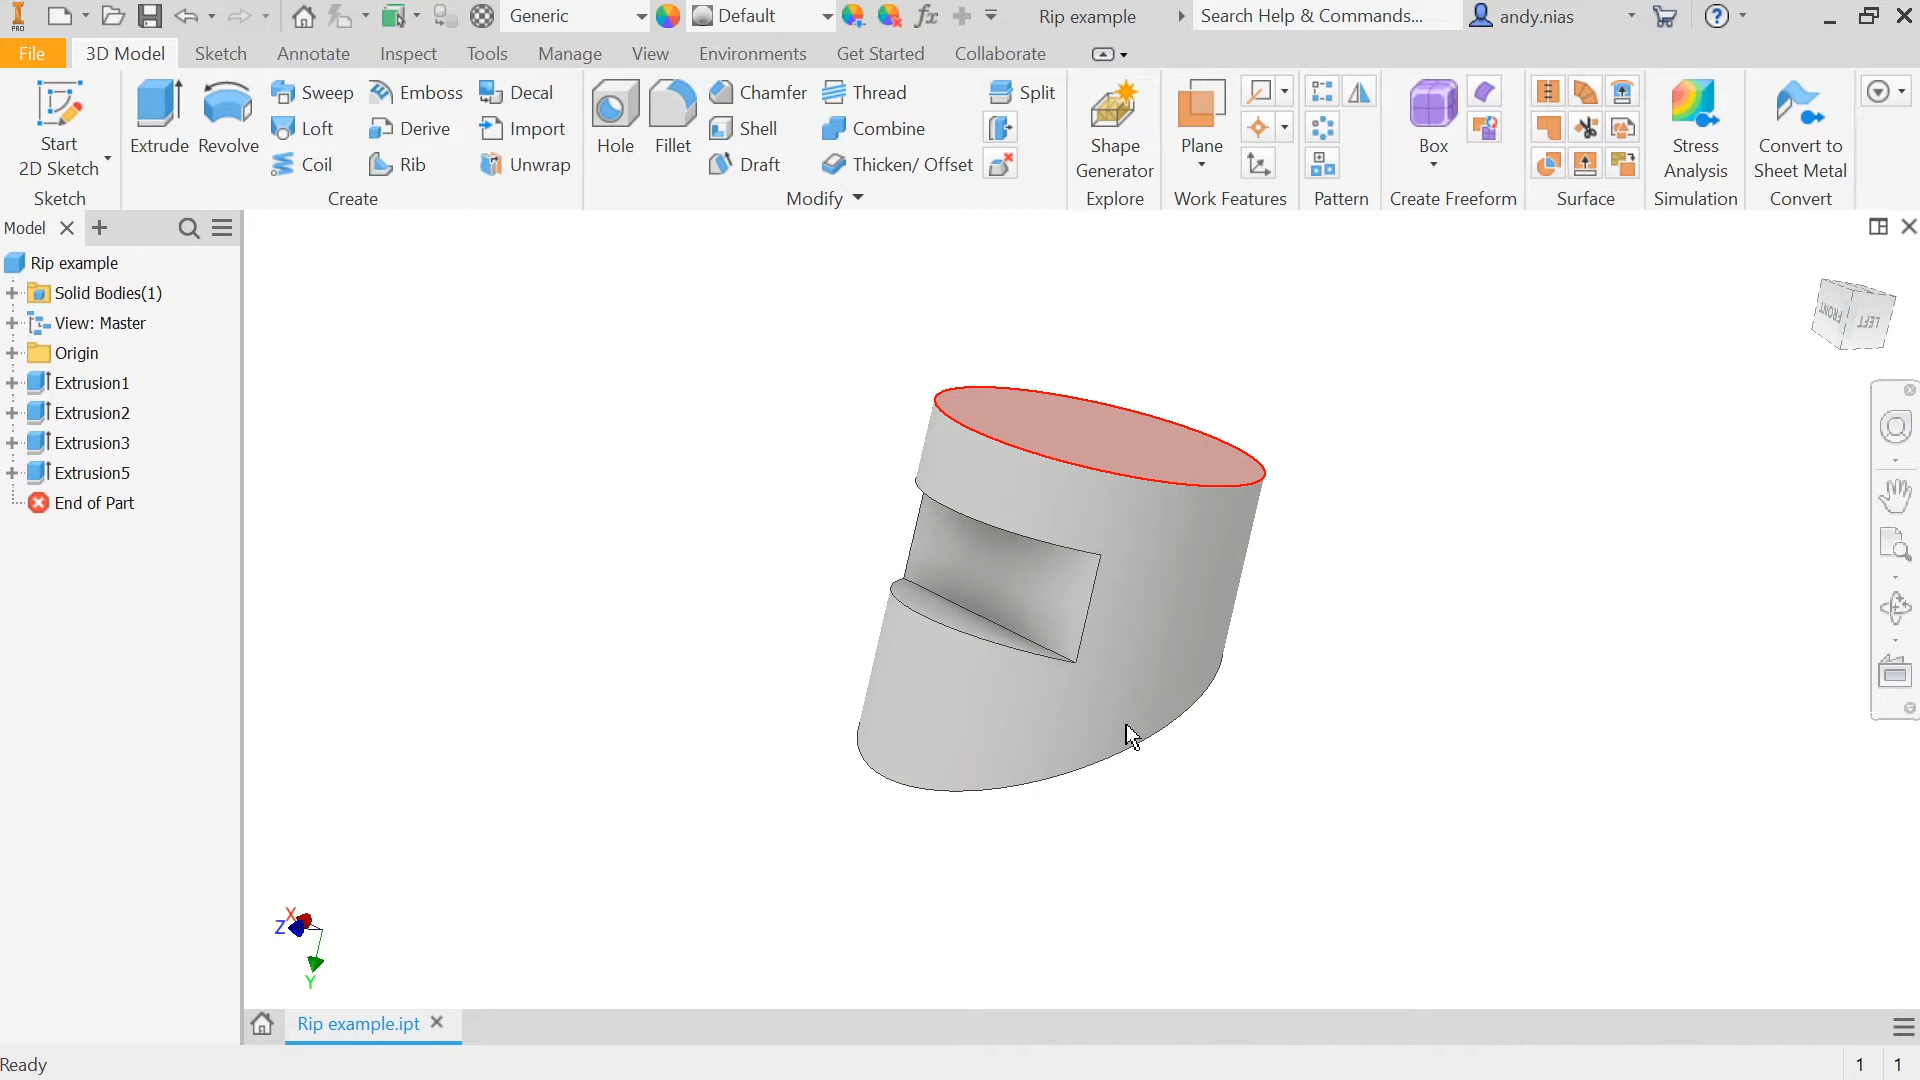 PRO
Generic
Default
fx
Rip example
Search Help & Commands...
andy.nias
File
3D Model
Sketch
Annotate
Inspect
Tools
Manage
View
Environments
Get Started
Collaborate
Start
2D Sketch
Sketch
Extrude
Revolve
Sweep
Loft
Coil
Emboss
Derive
Rib
Decal
Import
Unwrap
Create
Hole
Fillet
Chamfer
Shell
Draft
Thread
Combine
Thicken/ Offset
Split
Modify
Shape
Generator
Explore
Plane
Work Features
Pattern
Box
Create Freeform
Surface
Stress
Analysis
Simulation
Convert to
Sheet Metal
Convert
Model
Rip example
Solid Bodies(1)
View: Master
Origin
Extrusion1
Extrusion2
Extrusion3
Extrusion5
End of Part
FRONT
LEFT
X
Z
Y
Rip example.ipt
Ready
1
1